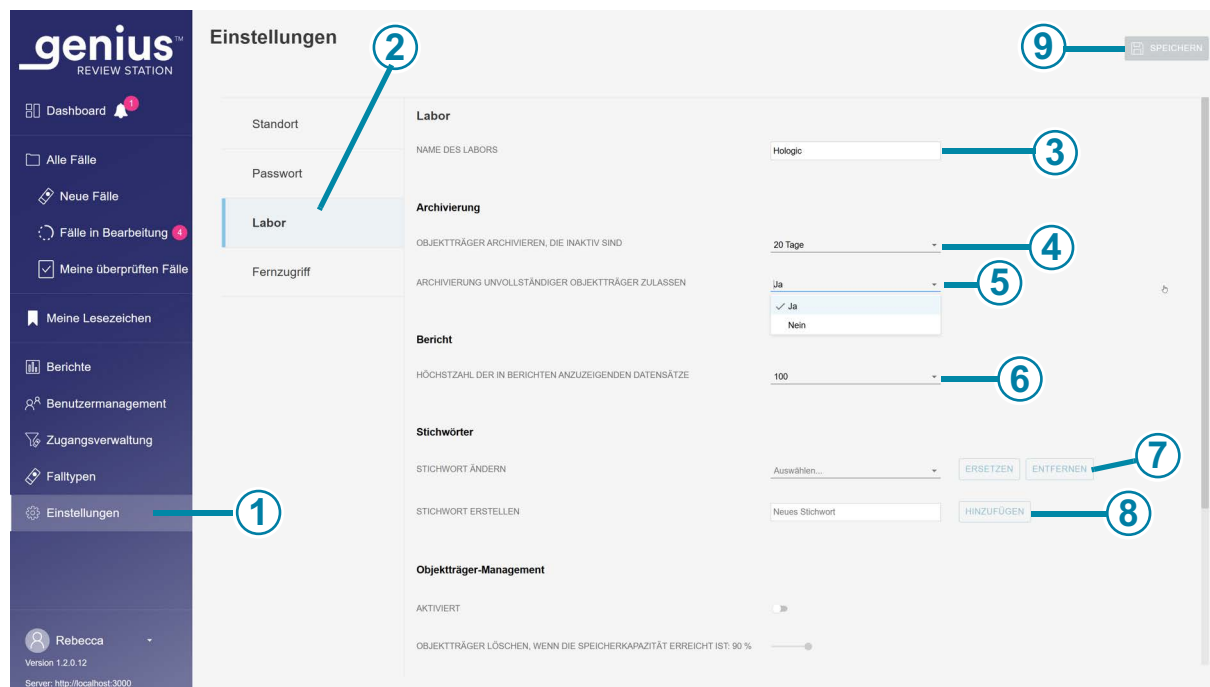 genius™
REVIEW STATION
Dashboard 1
Alle Fälle
Neue Fälle
Fälle in Bearbeitung 4
Meine überprüften Fälle
Meine Lesezeichen
Berichte
Benutzermanagement
Zugangsverwaltung
Falltypen
Einstellungen
1
Rebecca
Version 1.2.0.12
Server: http://localhost:3000
Einstellungen
2
9
SPEICHERN
Standort
Passwort
Labor
Fernzugriff
Labor
NAME DES LABORS
Hologic
3
Archivierung
OBJEKTTRÄGER ARCHIVIEREN, DIE INAKTIV SIND
20 Tage
4
ARCHIVIERUNG UNVOLLSTÄNDIGER OBJEKTTRÄGER ZULASSEN
Ja
5
Ja
Nein
Bericht
HÖCHSTZAHL DER IN BERICHTEN ANZUZEIGENDEN DATENSÄTZE
100
6
Stichwörter
STICHWORT ÄNDERN
Auswählen...
ERSETZEN
ENTFERNEN
7
STICHWORT ERSTELLEN
Neues Stichwort
HINZUFÜGEN
8
Objektträger-Management
AKTIVIERT
OBJEKTTRÄGER LÖSCHEN, WENN DIE SPEICHERKAPAZITÄT ERREICHT IST: 90 %